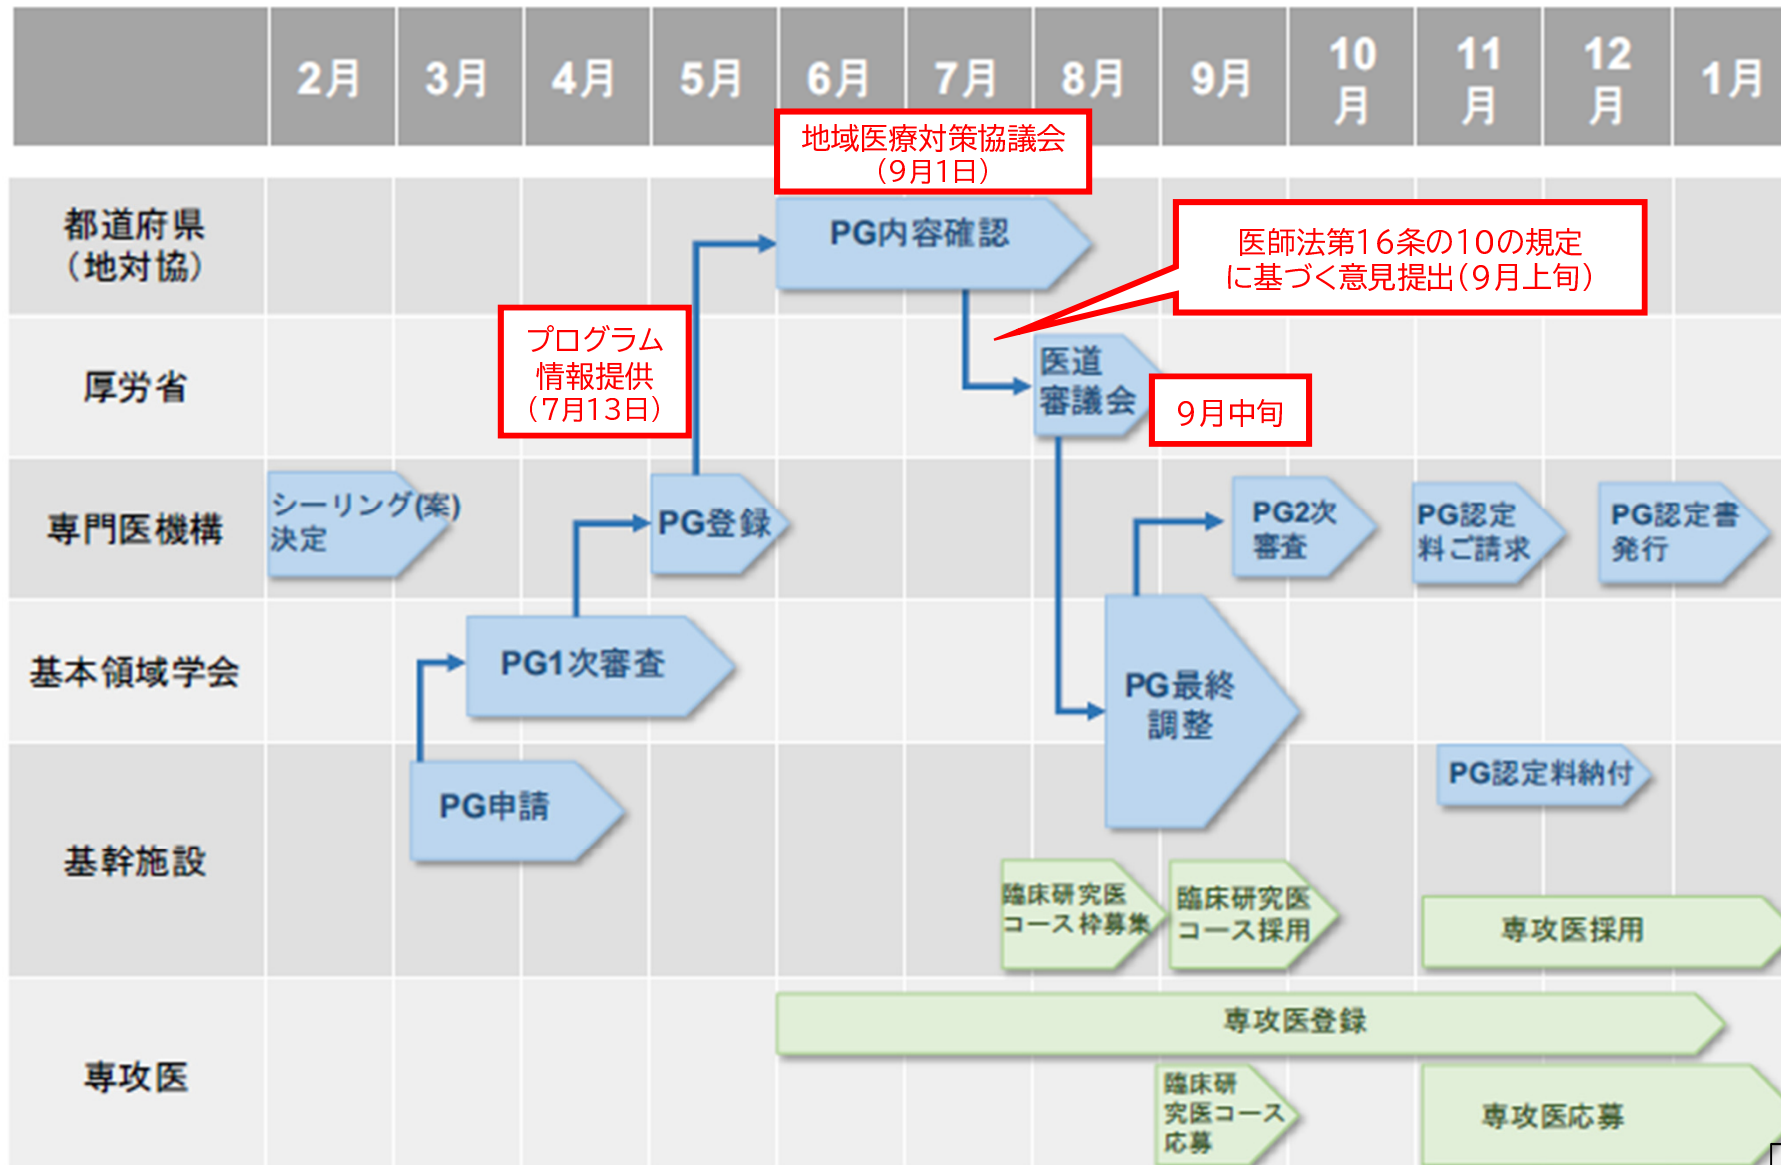 2月
3月
4月
5月
6月
7月
8月
9月
10
月
11
月
12
月
1月
地域医療対策協議会
（9月1日）
都道府県
（地対協）
PG内容確認
医師法第16条の10の規定
に基づく意見提出（9月上旬）
プログラム
情報提供
（7月13日）
厚労省
医道
審議会
9月中旬
専門医機構
シーリング(案)
決定
PG登録
PG2次
審査
PG認定
料ご請求
PG認定書
発行
基本領域学会
PG1次審査
PG最終
調整
基幹施設
PG申請
PG認定料納付
臨床研究医
コース枠募集
臨床研究医
コース採用
専攻医採用
専攻医
専攻医登録
臨床研
究医コース
応募
専攻医応募